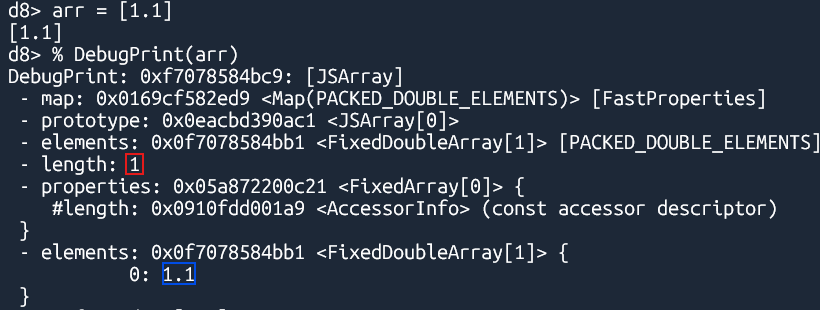 d8> arr = [1.1]
[1.1]
d8> % DebugPrint(arr)
DebugPrint: 0xf7078584bc9: [JSArray]
- map: 0x0169cf582ed9 <Map(PACKED_DOUBLE_ELEMENTS)> [FastProperties]
- prototype: 0x0eacbd390ac1 <JSArray[0]>
- elements: 0x0f7078584bb1 <FixedDoubleArray[1]> [PACKED_DOUBLE_ELEMENTS]
- length: 1
- properties: 0x05a872200c21 <FixedArray[0]> {
#length: 0x0910fdd001a9 <AccessorInfo> (const accessor descriptor)
}
- elements: 0x0f7078584bb1 <FixedDoubleArray[1]> {
0: 1.1
}